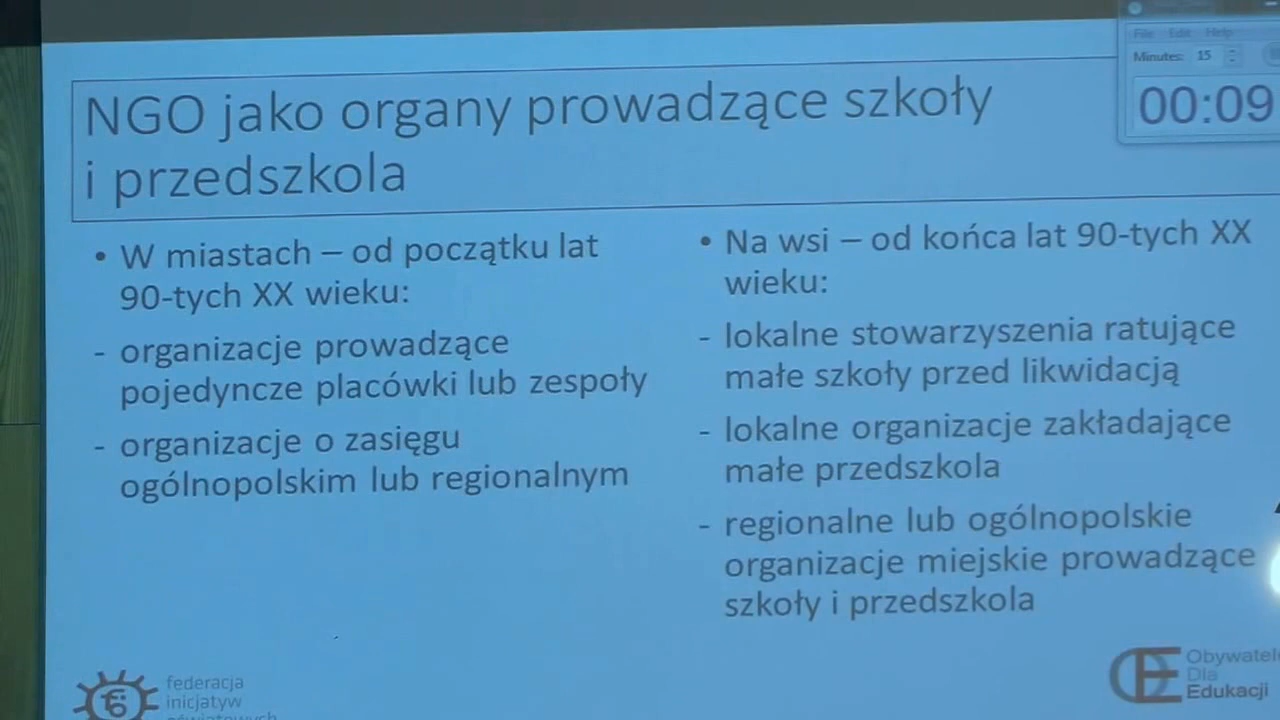 NGO jako organy prowadzące szkoły
i przedszkola
• W miastach – od początku lat
90-tych XX wieku:
- organizacje prowadzące
pojedyncze placówki lub zespoły
- organizacje o zasięgu
ogólnopolskim lub regionalnym
• Na wsi – od końca lat 90-tych XX
wieku:
- lokalne stowarzyszenia ratujące
małe szkoły przed likwidacją
- lokalne organizacje zakładające
małe przedszkola
- regionalne lub ogólnopolskie
organizacje miejskie prowadzące
szkoły i przedszkola
File Edit Help
Minutes: 15
00:09
federacja
inicjatyw
Dla
Edukacji